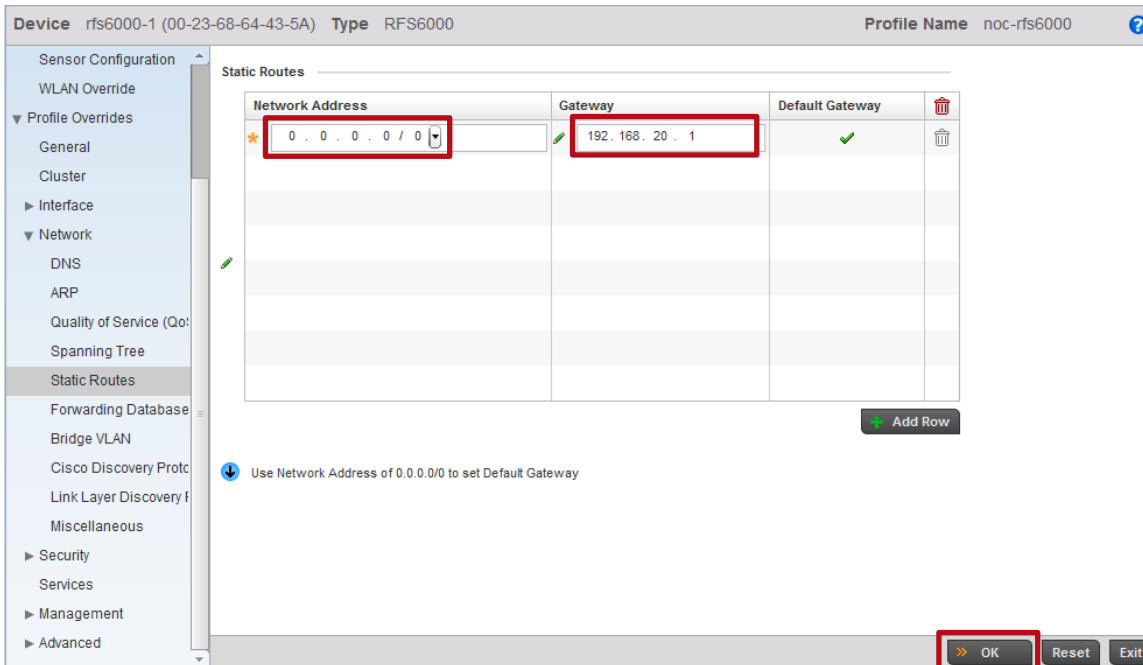 Device rfs6000-1 (00-23-68-64-43-5A) Type RFS6000 Profile Name noc-rfs6000 ?
Sensor Configuration
WLAN Override
Profile Overrides
General
Cluster
Interface
Network
DNS
ARP
Quality of Service (QoS
Spanning Tree
Static Routes
Forwarding Database
Bridge VLAN
Cisco Discovery Protc
Link Layer Discovery
Miscellaneous
Security
Services
Management
Advanced
Static Routes
Network Address Gateway Default Gateway
* 0 . 0 . 0 . 0 / 0 192 . 168 . 20 . 1
+ Add Row
Use Network Address of 0.0.0.0/0 to set Default Gateway
» OK Reset Exit